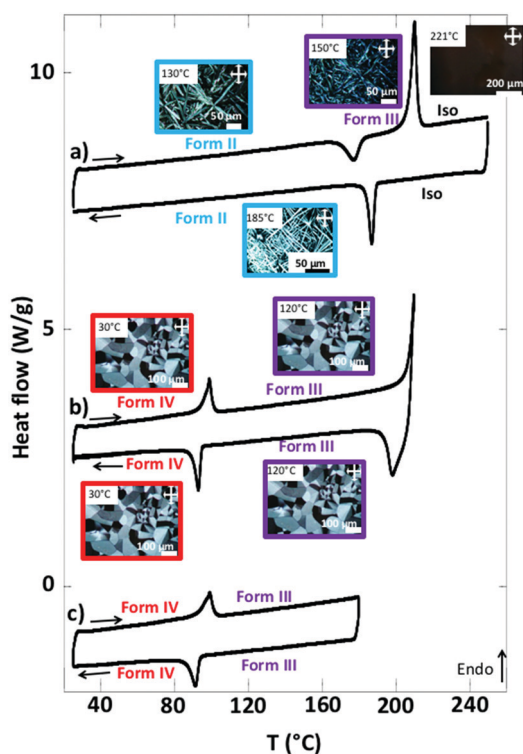 Heat flow (W/g)
10
5
0
130°C
50 µm
150°C
50 µm
221°C
200 µm
Form II
Form III
Iso
a)
Form II
Iso
185°C
50 µm
30°C
100 µm
120°C
100 µm
Form IV
Form III
b)
Form IV
Form III
30°C
100 µm
120°C
100 µm
Form IV
Form III
c)
Form IV
Form III
Endo
40
80
120
160
200
240
T (°C)